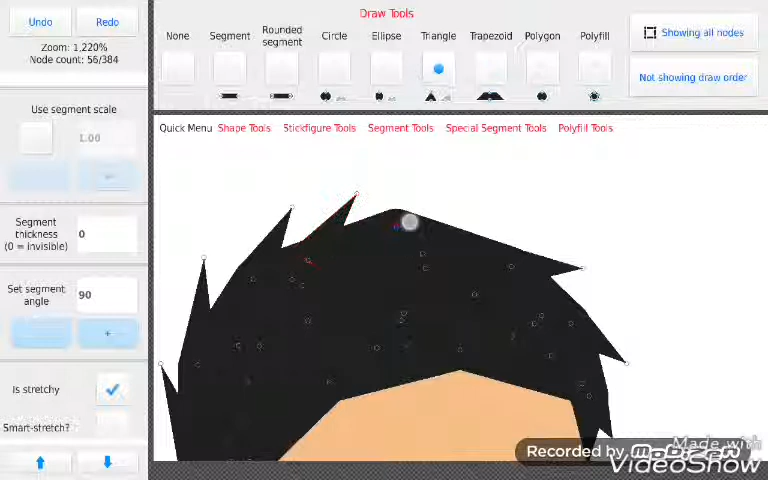 Undo Redo
Zoom: 1,220%
Node count: 56/384
Use segment scale
1.00
Segment
thickness
(0 = invisible)
0
Set segment
angle
90
+
Is stretchy
Smart-stretch?
Draw Tools
None Segment Rounded segment Circle Ellipse Triangle Trapezoid Polygon Polyfill
Showing all nodes
Not showing draw order
Quick Menu Shape Tools Stickfigure Tools Segment Tools Special Segment Tools Polyfill Tools
Recorded by
Made with
VideoShow